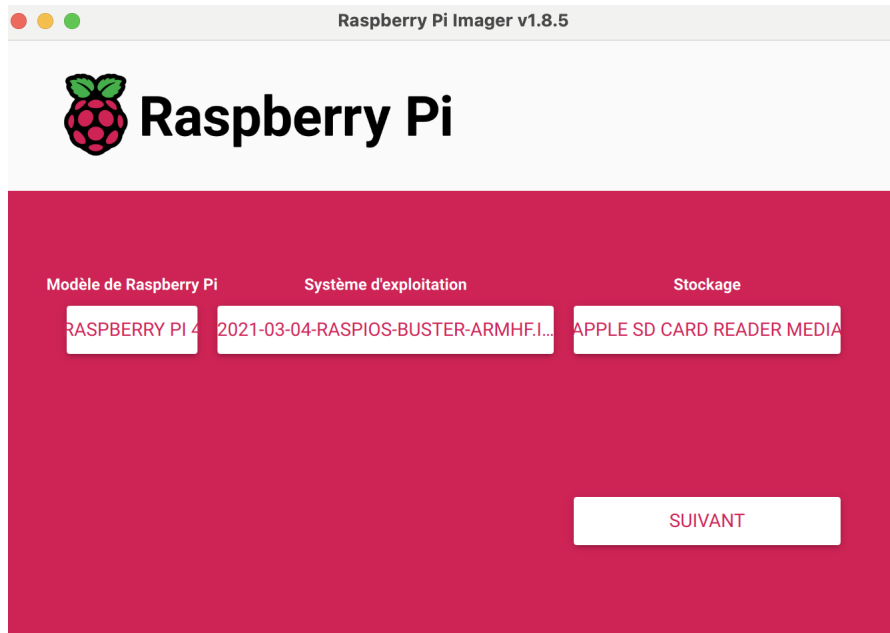 Raspberry Pi Imager v1.8.5
Raspberry Pi
Modèle de Raspberry Pi
Système d'exploitation
Stockage
RASPBERRY PI 4
2021-03-04-RASPIOS-BUSTER-ARMHF.I...
APPLE SD CARD READER MEDIA
SUIVANT